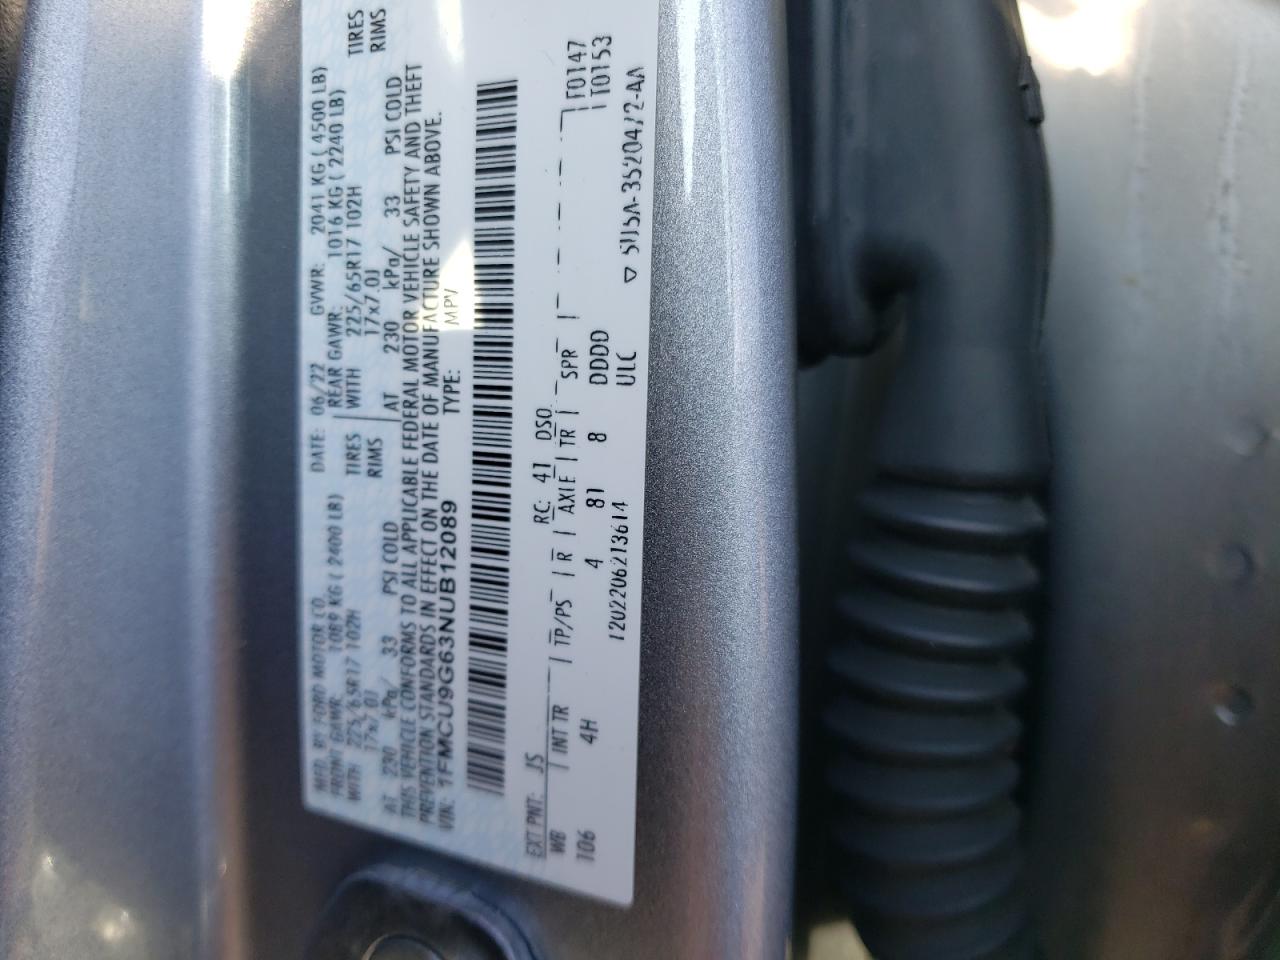 MFD. BY FORD MOTOR CO. DATE: 06/22 GVWR: 2041 KG ( 4500 LB)
FRONT GAWR: 1089 KG ( 2400 LB) REAR GAWR: 1016 KG ( 2240 LB)
WITH 225/65R17 102H TIRES WITH 225/65R17 102H TIRES
17x7.0J RIMS 17x7.0J RIMS
AT 230 kPa/ 33 PSI COLD AT 230 kPa/ 33 PSI COLD
THIS VEHICLE CONFORMS TO ALL APPLICABLE FEDERAL MOTOR VEHICLE SAFETY AND THEFT
PREVENTION STANDARDS IN EFFECT ON THE DATE OF MANUFACTURE SHOWN ABOVE.
VIN: 1FMCU9G63NUB12089 TYPE: MPV
F0147
T0153
EXT PNT: JS RC: 41 DSO:
WB INT TR TP/PS R AXLE TR SPR
106 4H 4 81 8 DDDD
ULC
1202206213614